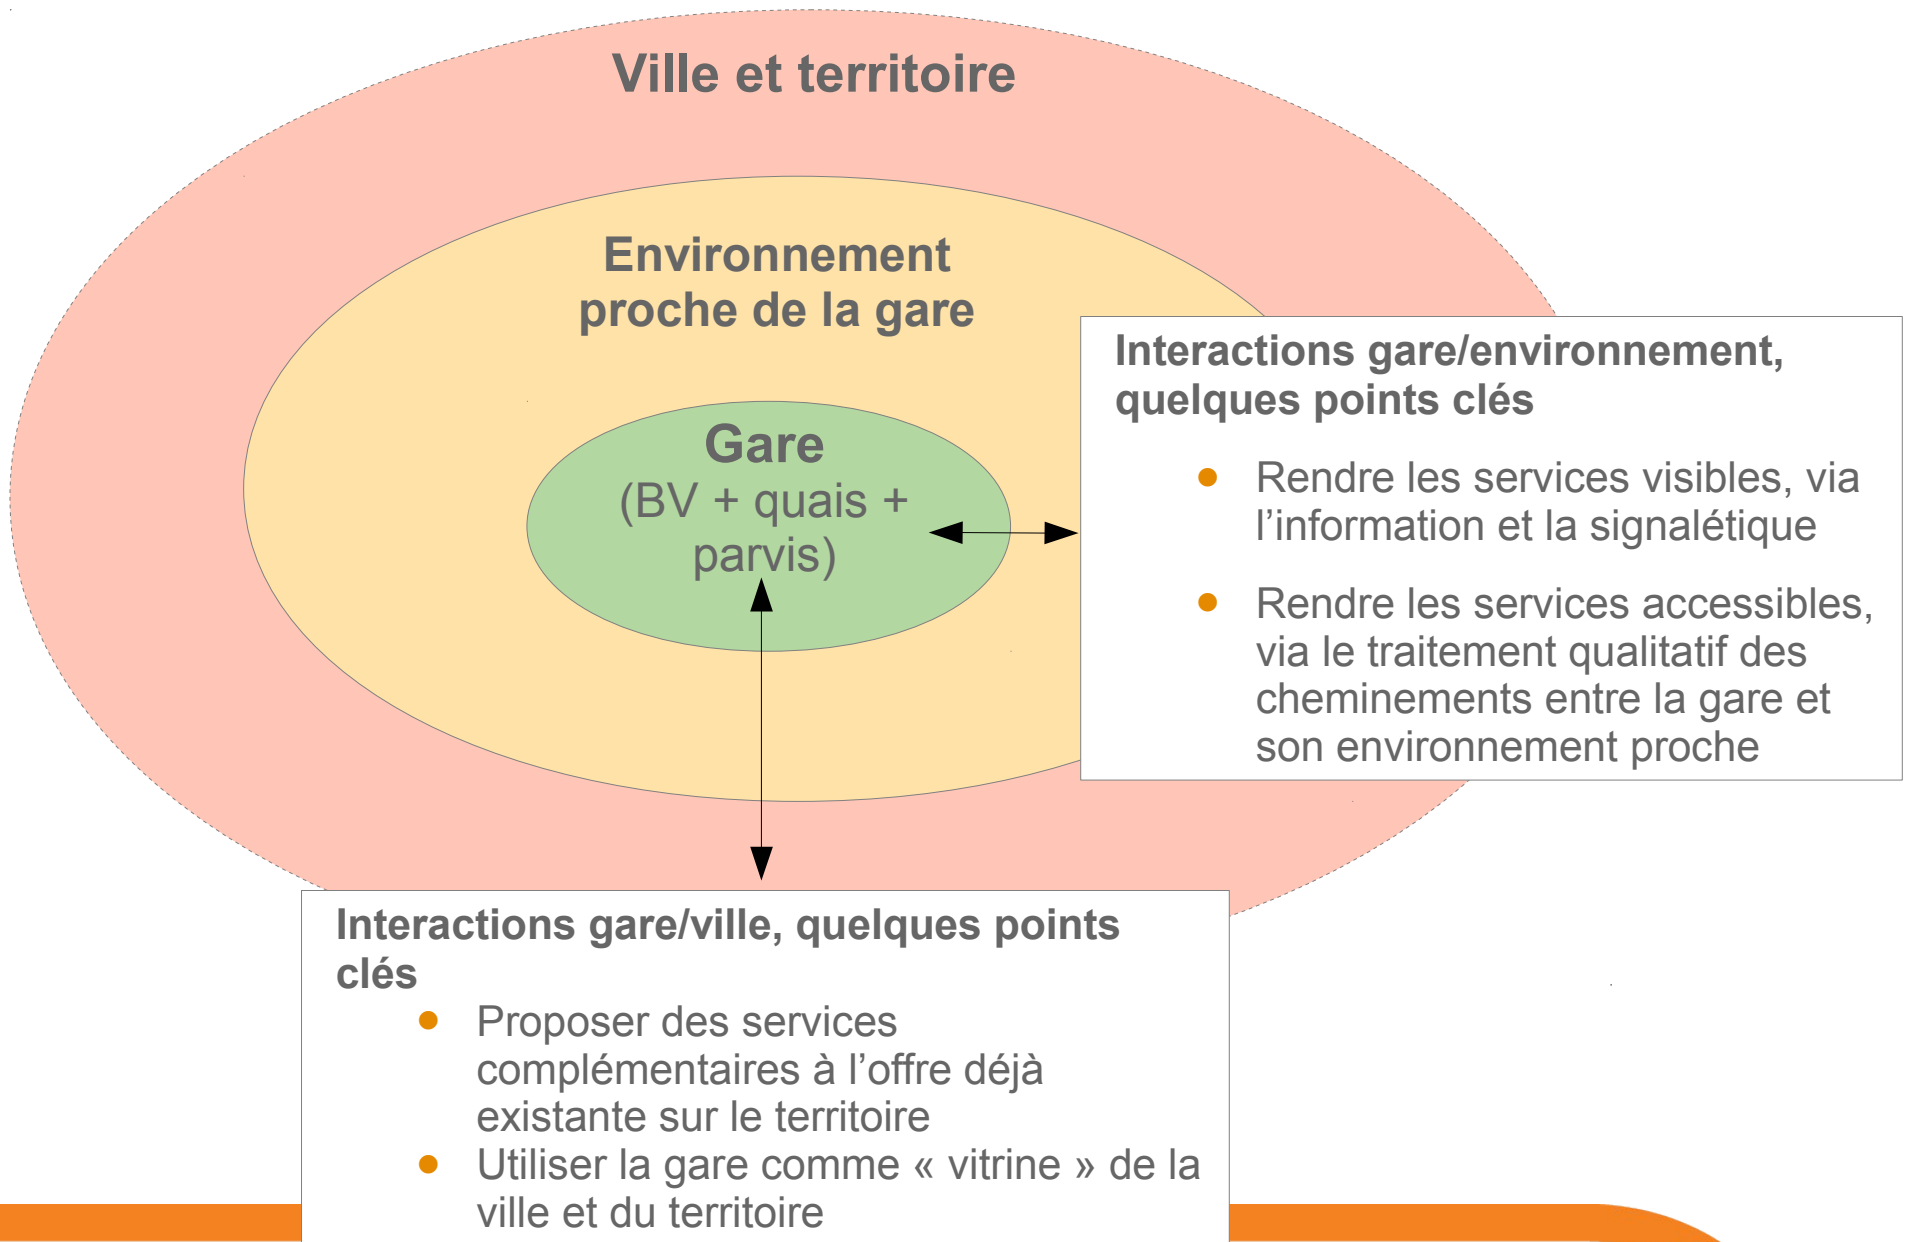 Ville et territoire
Environnement
proche de la gare
Gare
(BV + quais +
parvis)
Interactions gare/environnement,
quelques points clés
● Rendre les services visibles, via
l’information et la signalétique
● Rendre les services accessibles,
via le traitement qualitatif des
cheminements entre la gare et
son environnement proche
Interactions gare/ville, quelques points
clés
● Proposer des services
complémentaires à l’offre déjà
existante sur le territoire
● Utiliser la gare comme « vitrine » de la
ville et du territoire